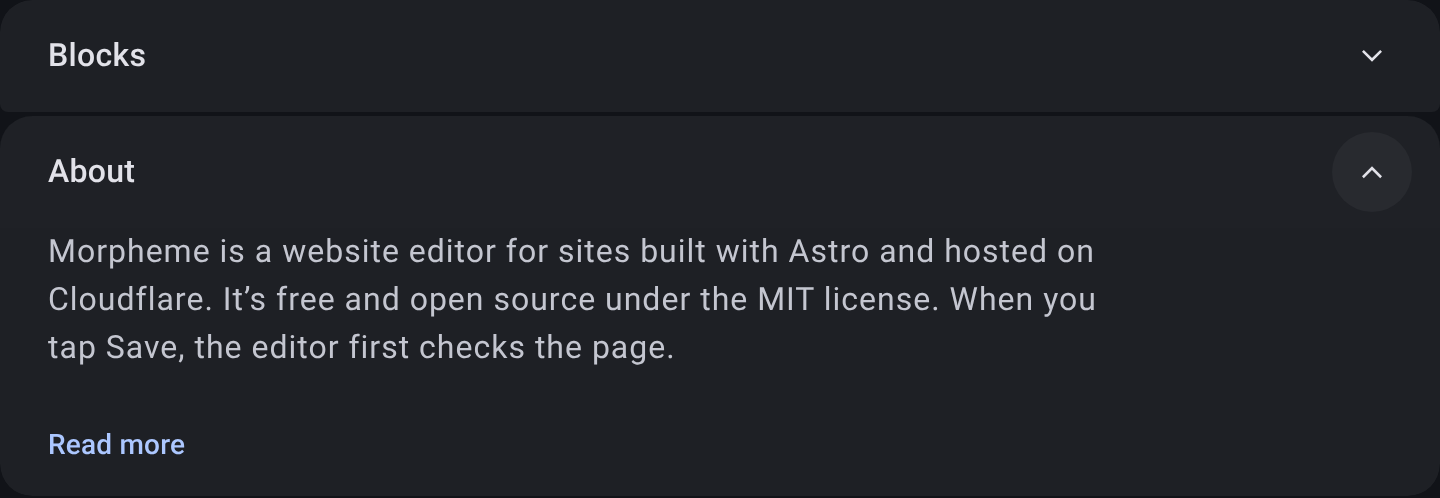 Blocks
About
Morpheme is a website editor for sites built with Astro and hosted on
Cloudflare. It’s free and open source under the MIT license. When you
tap Save, the editor first checks the page.
Read more